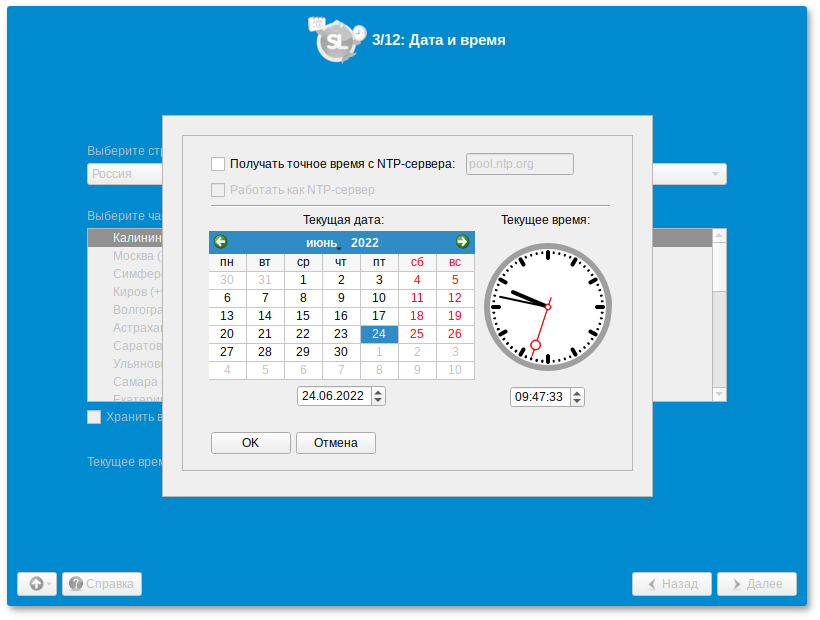 SL
3/12: Дата и время
Выберите
Россия
Выберите
Калинин
Москва
Симфер
Киров
Волгогра
Астрахан
Саратов
Ульянов
Самара
Екатери
Хранить в
Текущее врем
Получать точное время с NTP-сервера: pool.ntp.org
Работать как NTP-сервер
Текущая дата:
июнь, 2022
пн вт ср чт пт сб вс
30 31 1 2 3 4 5
6 7 8 9 10 11 12
13 14 15 16 17 18 19
20 21 22 23 24 25 26
27 28 29 30 1 2 3
4 5 6 7 8 9 10
24.06.2022
Текущее время:
09:47:33
OK Отмена
Справка
Назад Далее